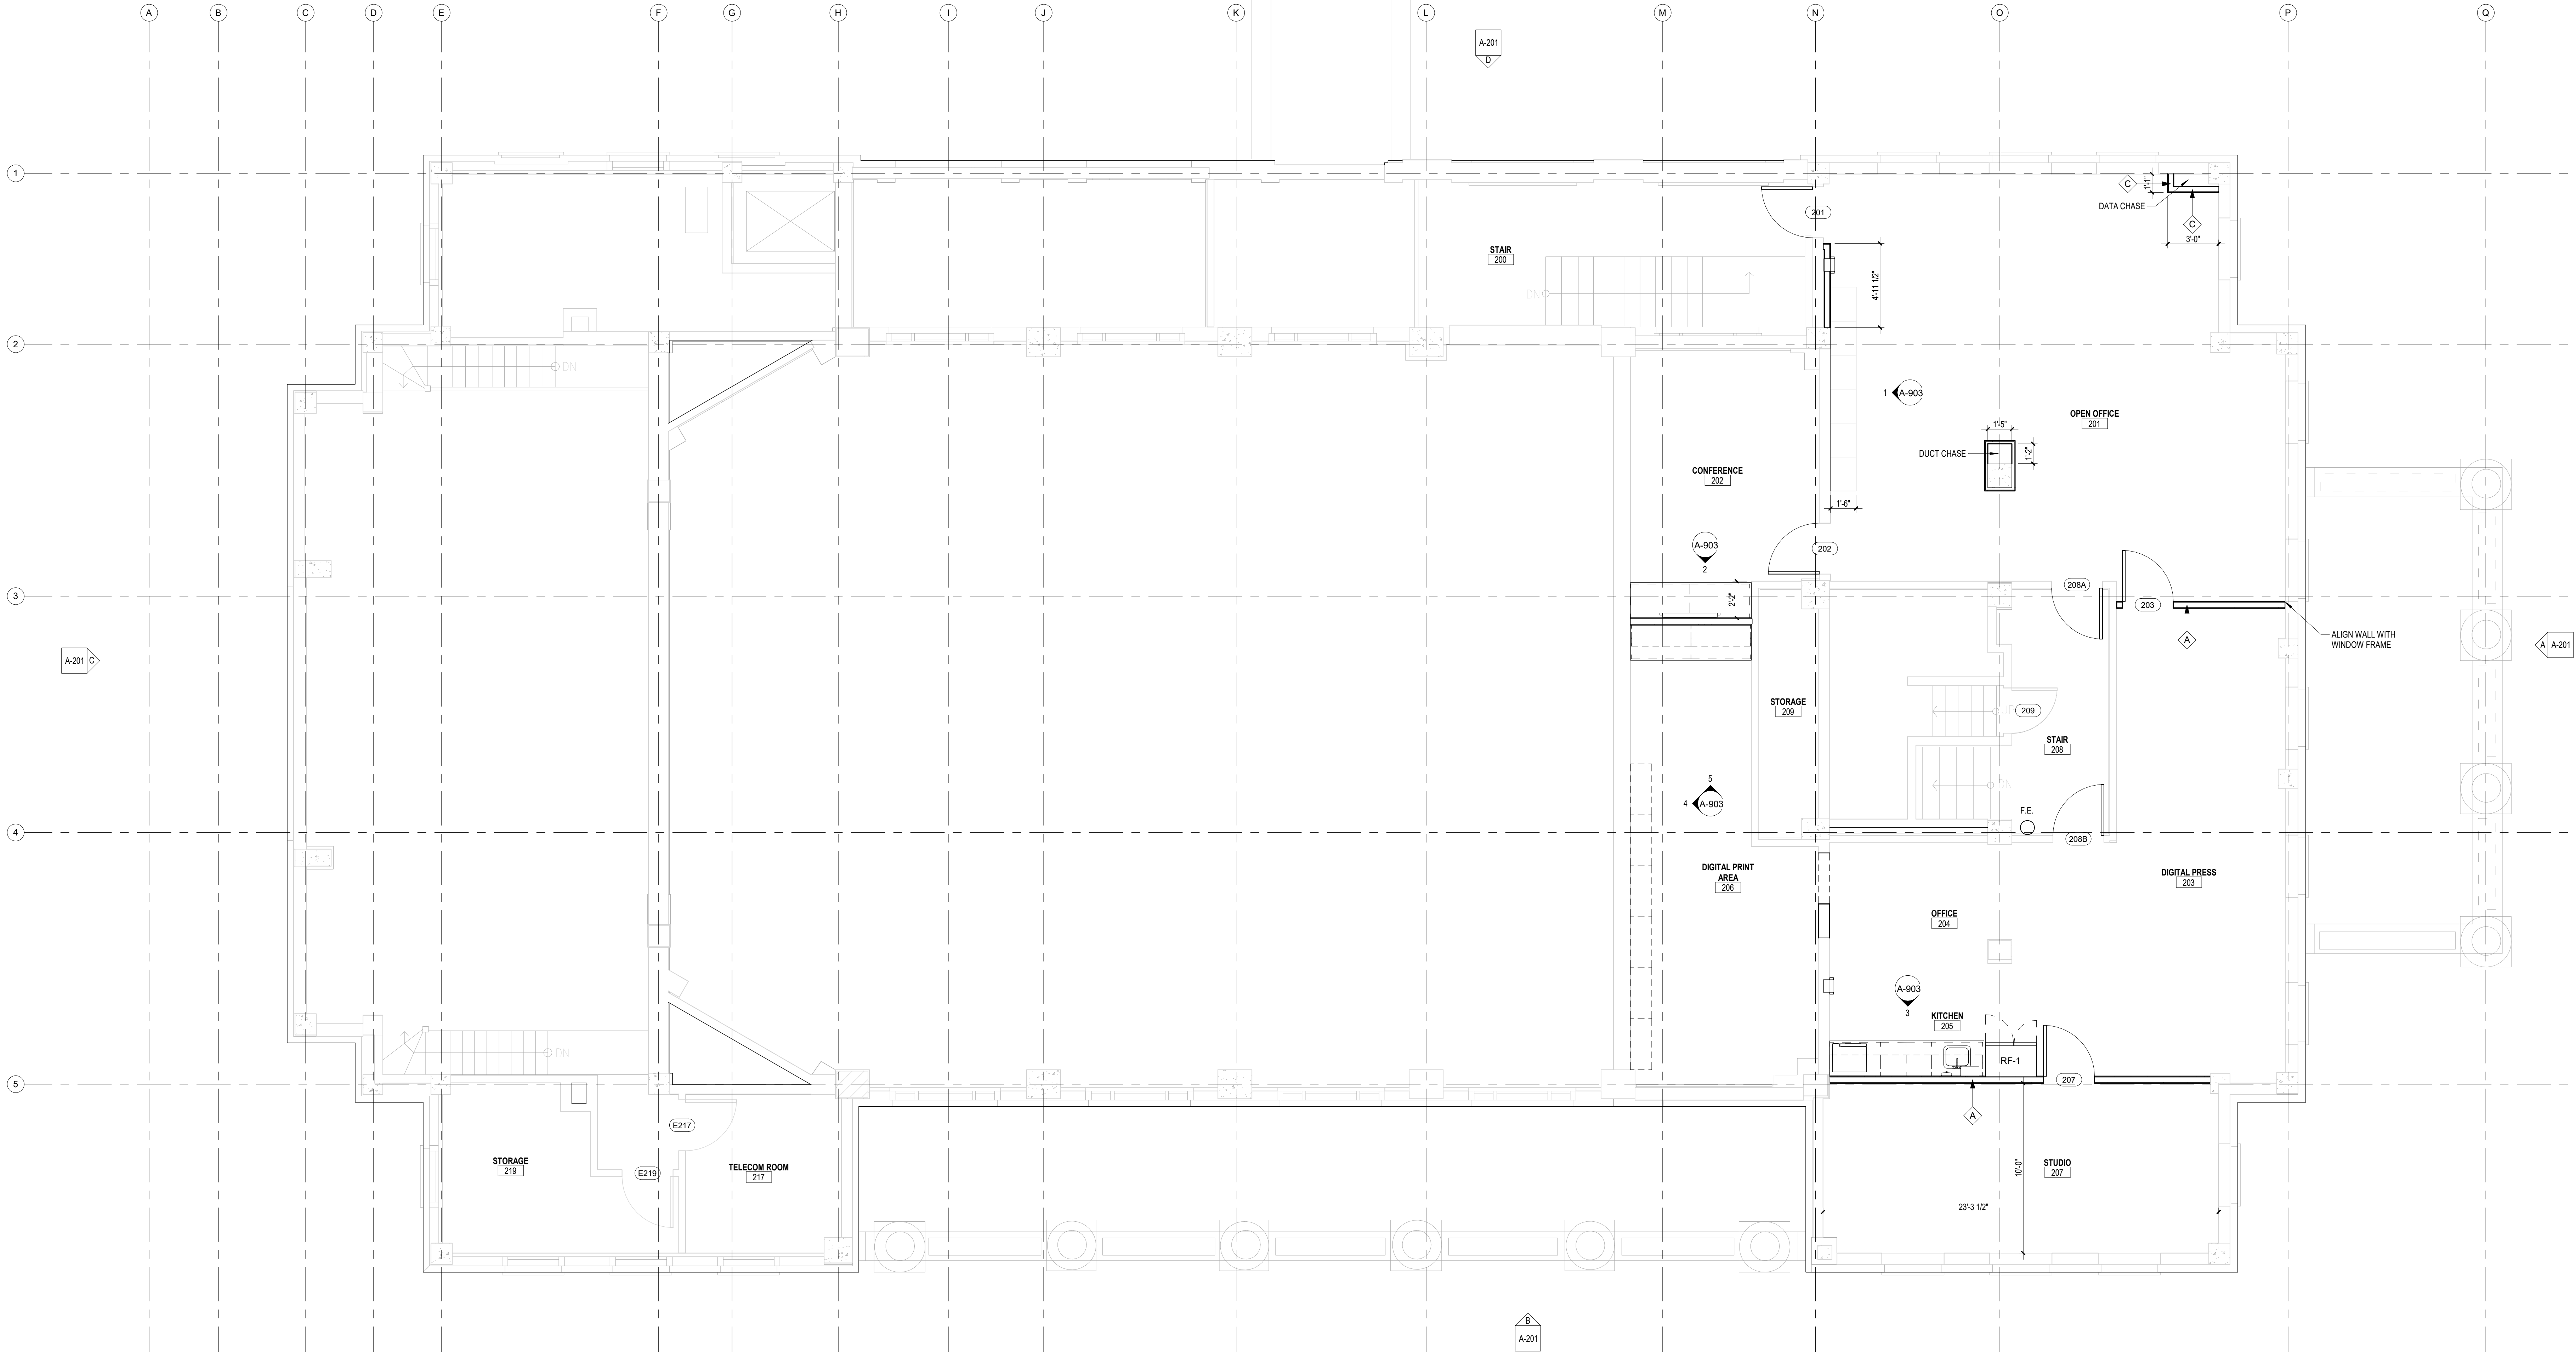 A
B
C
D
E
F
G
H
I
J
K
L
M
N
O
P
Q
A-201
D
1
C
1'-1"
DATA CHASE
201
C
3'-0"
STAIR
200
4'-11 1/2"
DN
2
DN
1
A-903
OPEN OFFICE
201
1'-5"
DUCT CHASE
1'-2"
CONFERENCE
202
1'-6"
A-903
2
202
3
208A
2'-2"
203
ALIGN WALL WITH
WINDOW FRAME
A
A-201
C
A
A-201
STORAGE
209
209
STAIR
208
5
4
A-903
DN
F.E.
4
208B
DIGITAL PRINT
AREA
206
DIGITAL PRESS
203
OFFICE
204
A-903
3
KITCHEN
205
DN
RF-1
5
207
A
E217
STORAGE
219
E219
TELECOM ROOM
217
10'-0"
STUDIO
207
23'-3 1/2"
B
A-201